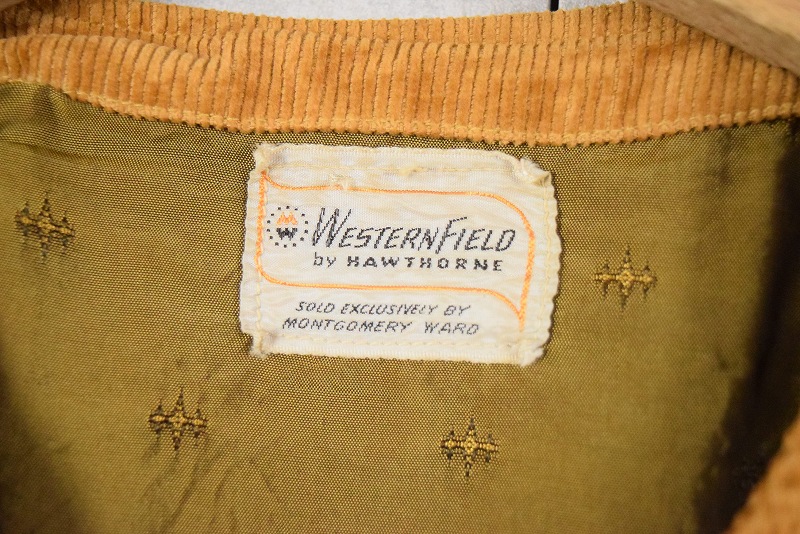 WESTERNFIELD
by HAWTHORNE
SOLD EXCLUSIVELY BY
MONTGOMERY WARD